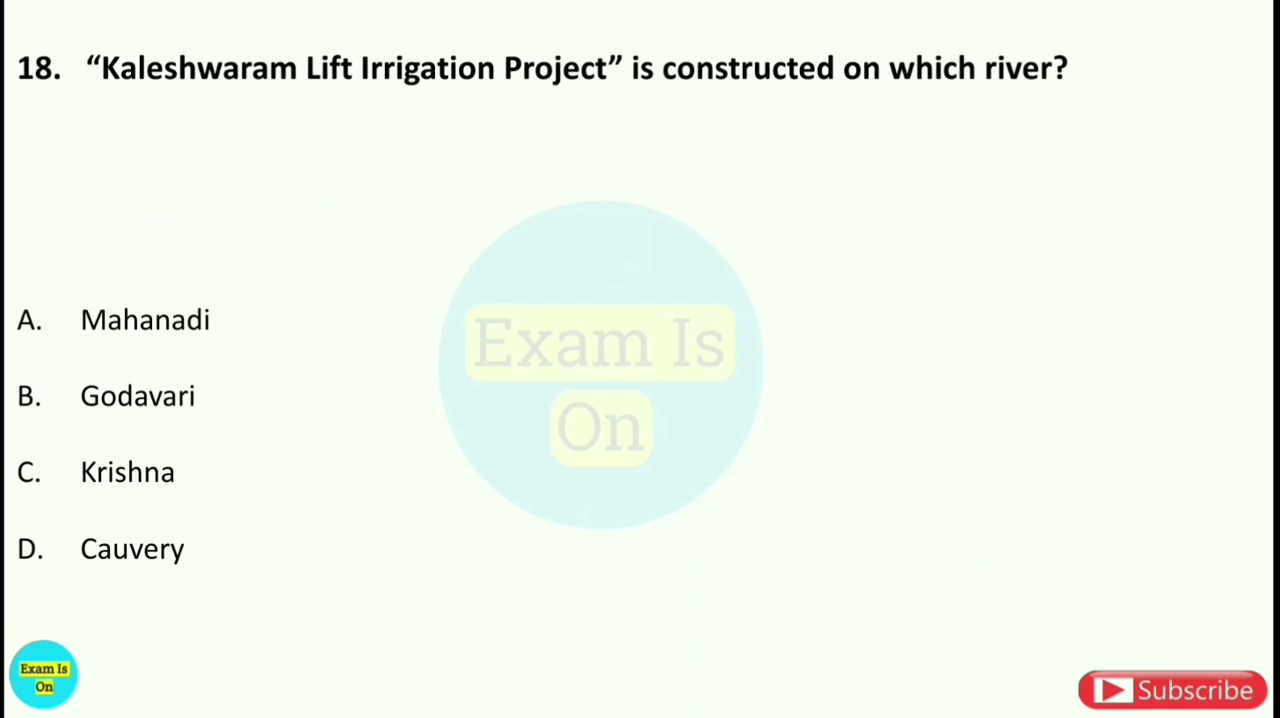 18. “Kaleshwaram Lift Irrigation Project” is constructed on which river?
Exam Is
On
A. Mahanadi
B. Godavari
C. Krishna
D. Cauvery
Exam Is
On
Subscribe